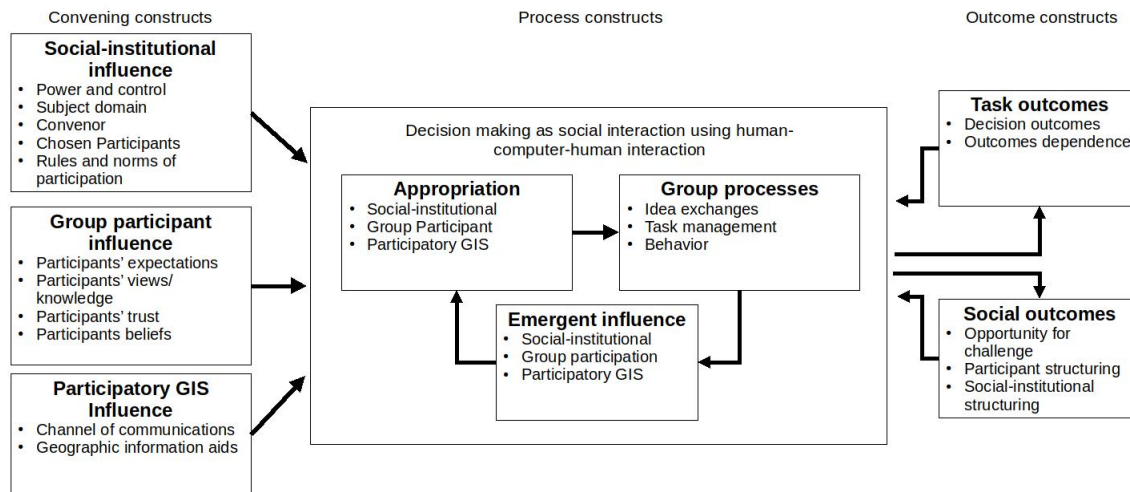 Convening constructs
Process constructs
Outcome constructs
Social-institutional
influence
• Power and control
• Subject domain
• Convenor
• Chosen Participants
• Rules and norms of
participation
Group participant
influence
• Participants’ expectations
• Participants’ views/
knowledge
• Participants’ trust
• Participants beliefs
Participatory GIS
Influence
• Channel of communications
• Geographic information aids
Decision making as social interaction using human-
computer-human interaction
Appropriation
• Social-institutional
• Group Participant
• Participatory GIS
Group processes
• Idea exchanges
• Task management
• Behavior
Emergent influence
• Social-institutional
• Group participation
• Participatory GIS
Task outcomes
• Decision outcomes
• Outcomes dependence
Social outcomes
• Opportunity for
challenge
• Participant structuring
• Social-institutional
structuring